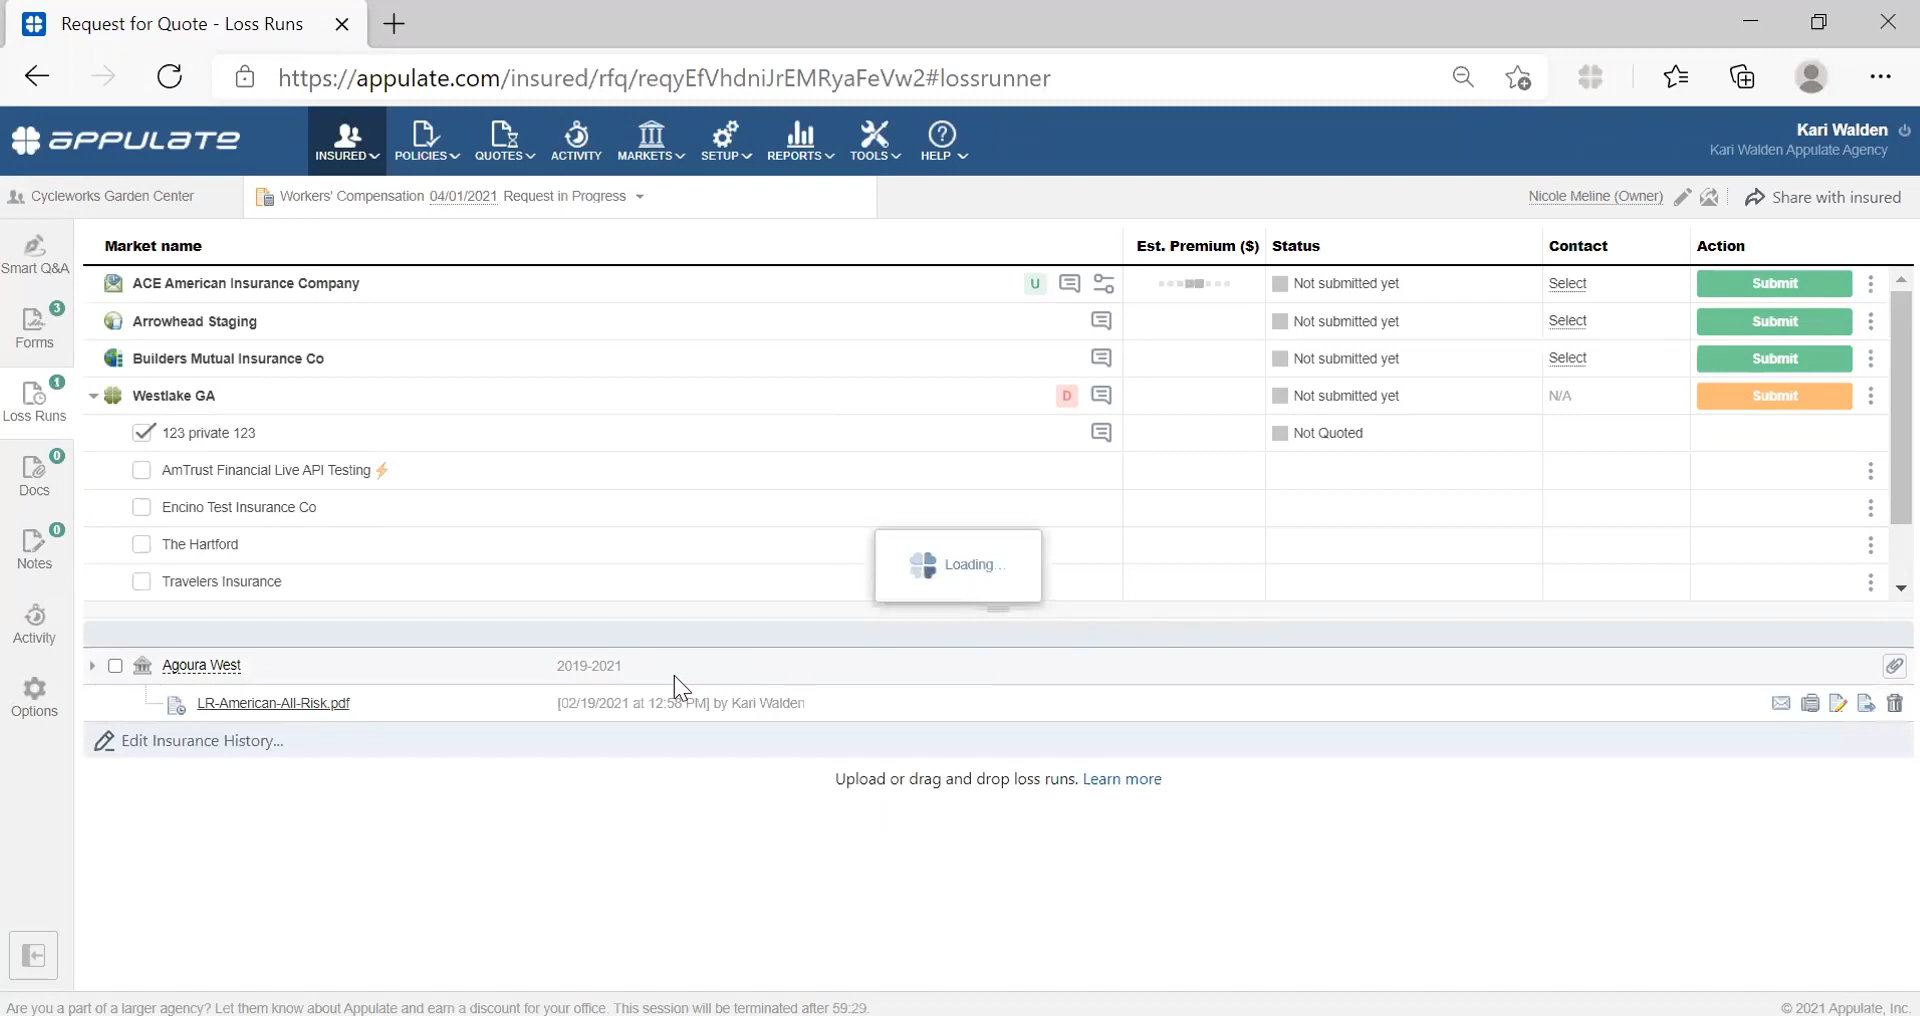 Request for Quote - Loss Runs
https://appulate.com/insured/rfq/reqyEfVhdniJrEMRyaFeVw2#lossrunner
APPULATE
INSURED POLICIES QUOTES ACTIVITY MARKETS SETUP REPORTS TOOLS HELP
Kari Walden
Kari Walden Appulate Agency
Cycleworks Garden Center
Workers' Compensation 04/01/2021 Request in Progress
Nicole Meline (Owner)
Share with insured
Smart Q&A
3
Forms
1
Loss Runs
0
Docs
0
Notes
Activity
Options
Market name Est. Premium ($) Status Contact Action
ACE American Insurance Company U Not submitted yet Select Submit
Arrowhead Staging Not submitted yet Select Submit
Builders Mutual Insurance Co Not submitted yet Select Submit
Westlake GA D Not submitted yet N/A Submit
123 private 123 Not Quoted
AmTrust Financial Live API Testing
Encino Test Insurance Co
The Hartford
Travelers Insurance
Loading...
Agoura West 2019-2021
LR-American-All-Risk.pdf [02/19/2021 at 12:58 PM] by Kari Walden
Edit Insurance History...
Upload or drag and drop loss runs. Learn more
Are you a part of a larger agency? Let them know about Appulate and earn a discount for your office. This session will be terminated after 59:29.
© 2021 Appulate, Inc.